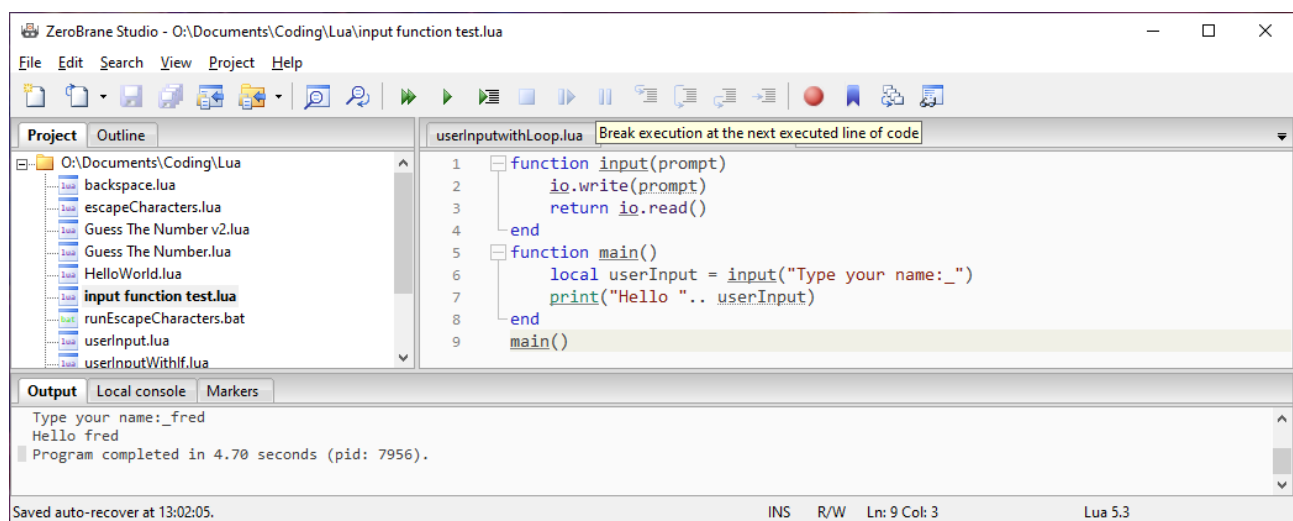 ZeroBrane Studio - O:\Documents\Coding\Lua\input function test.lua
File Edit Search View Project Help
Project Outline
O:\Documents\Coding\Lua
backspace.lua
escapeCharacters.lua
Guess The Number v2.lua
Guess The Number.lua
HelloWorld.lua
input function test.lua
runEscapeCharacters.bat
userInput.lua
userInputWithIf.lua
userInputwithLoop.lua
Break execution at the next executed line of code
1 function input(prompt)
2 io.write(prompt)
3 return io.read()
4 end
5 function main()
6 local userInput = input("Type your name:_")
7 print("Hello ".. userInput)
8 end
9 main()
Output Local console Markers
Type your name:_fred
Hello fred
Program completed in 4.70 seconds (pid: 7956).
Saved auto-recover at 13:02:05. INS R/W Ln: 9 Col: 3 Lua 5.3